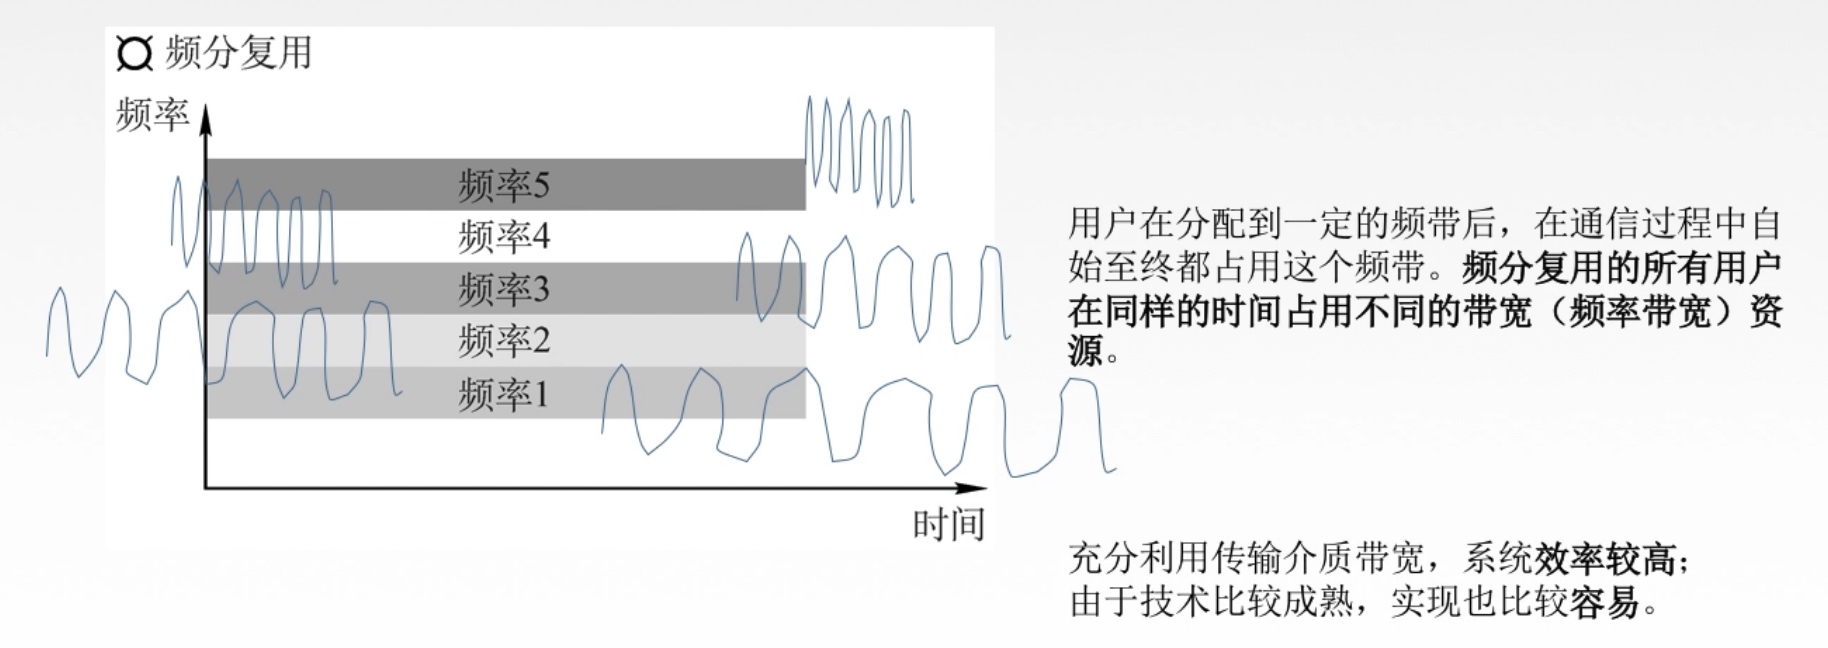 ¤ 频分复用
频率
频率5
频率4
频率3
频率2
频率1
时间
用户在分配到一定的频带后，在通信过程中自
始至终都占用这个频带。频分复用的所有用户
在同样的时间占用不同的带宽（频率带宽）资
源。
充分利用传输介质带宽，系统效率较高；
由于技术比较成熟，实现也比较容易。